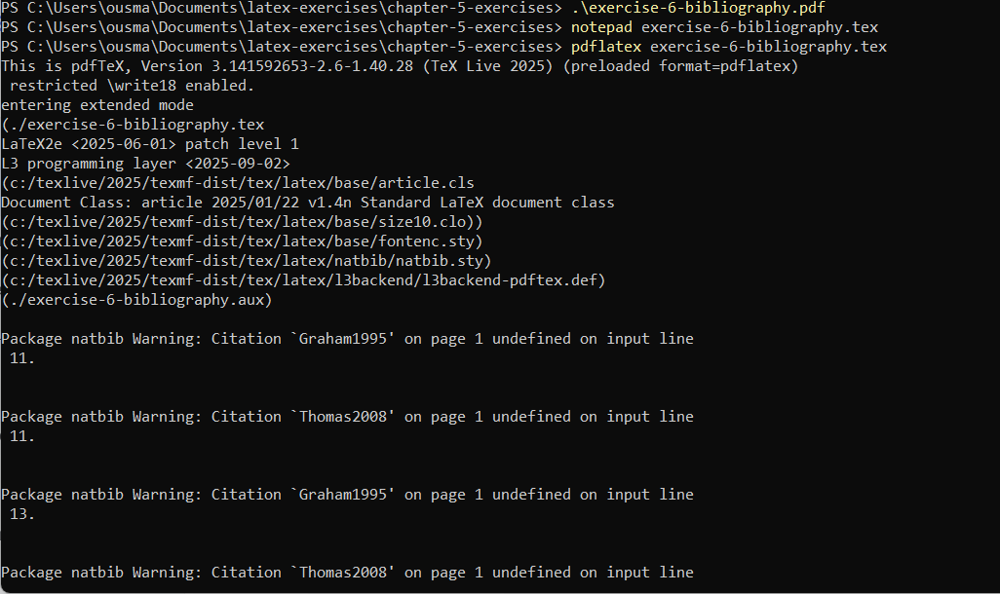 PS C:\Users\ousma\Documents\latex-exercises\chapter-5-exercises> .\exercise-6-bibliography.pdf
PS C:\Users\ousma\Documents\latex-exercises\chapter-5-exercises> notepad exercise-6-bibliography.tex
PS C:\Users\ousma\Documents\latex-exercises\chapter-5-exercises> pdflatex exercise-6-bibliography.tex
This is pdfTeX, Version 3.141592653-2.6-1.40.28 (TeX Live 2025) (preloaded format=pdflatex)
 restricted \write18 enabled.
entering extended mode
(./exercise-6-bibliography.tex
LaTeX2e <2025-06-01> patch level 1
L3 programming layer <2025-09-02>
(c:/texlive/2025/texmf-dist/tex/latex/base/article.cls
Document Class: article 2025/01/22 v1.4n Standard LaTeX document class
(c:/texlive/2025/texmf-dist/tex/latex/base/size10.clo))
(c:/texlive/2025/texmf-dist/tex/latex/base/fontenc.sty)
(c:/texlive/2025/texmf-dist/tex/latex/natbib/natbib.sty)
(c:/texlive/2025/texmf-dist/tex/latex/l3backend/l3backend-pdftex.def)
(./exercise-6-bibliography.aux)

Package natbib Warning: Citation `Graham1995' on page 1 undefined on input line
 11.


Package natbib Warning: Citation `Thomas2008' on page 1 undefined on input line
 11.


Package natbib Warning: Citation `Graham1995' on page 1 undefined on input line
 13.


Package natbib Warning: Citation `Thomas2008' on page 1 undefined on input line